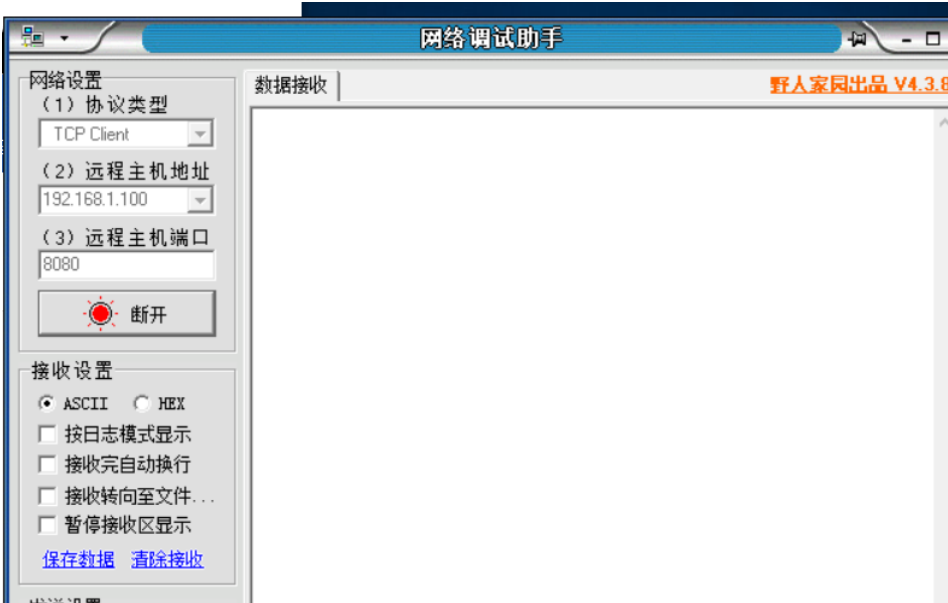 网络调试助手
网络设置
(1) 协议类型
TCP Client
(2) 远程主机地址
192.168.1.100
(3) 远程主机端口
8080
断开
接收设置
ASCII HEX
按日志模式显示
接收完自动换行
接收转向至文件...
暂停接收区显示
保存数据 清除接收
发送设置
数据接收
野人家园出品 V4.3.8